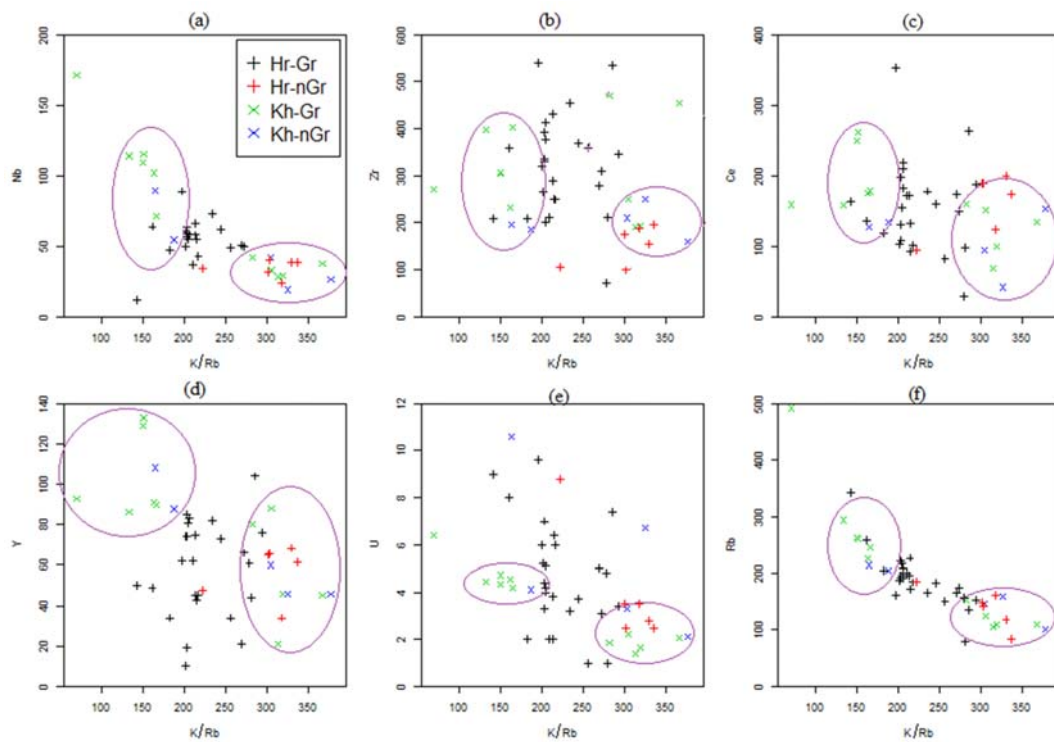 (a)
(b)
(c)
Nb
0 50 100 150 200
Hr-Gr
Hr-nGr
Kh-Gr
Kh-nGr
100 150 200 250 300 350
K/Rb
Zr
0 100 200 300 400 500 600
100 150 200 250 300 350
K/Rb
Ce
0 100 200 300 400
100 150 200 250 300 350
K/Rb
(d)
(e)
(f)
Y
0 20 40 60 80 100 120 140
100 150 200 250 300 350
K/Rb
U
0 2 4 6 8 10 12
100 150 200 250 300 350
K/Rb
Rb
0 100 200 300 400 500
100 150 200 250 300 350
K/Rb